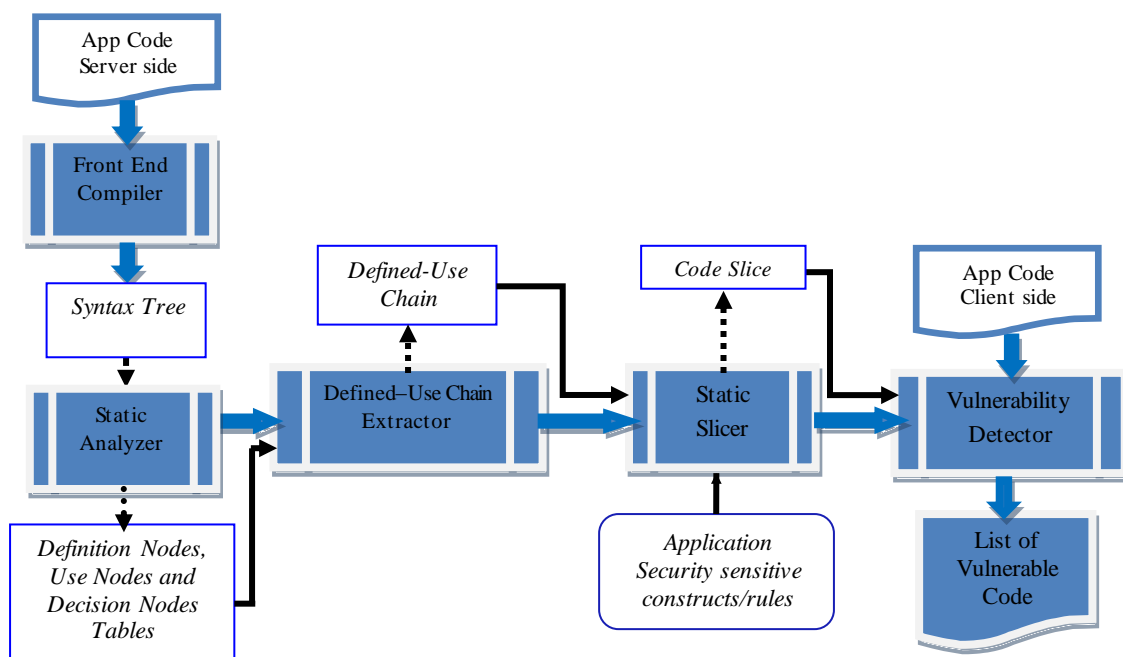 App Code
Server side
Front End
Compiler
Syntax Tree
Static
Analyzer
Definition Nodes,
Use Nodes and
Decision Nodes
Tables
Defined-Use
Chain
Defined–Use Chain
Extractor
Code Slice
Static
Slicer
Application
Security sensitive
constructs/rules
App Code
Client side
Vulnerability
Detector
List of
Vulnerable
Code